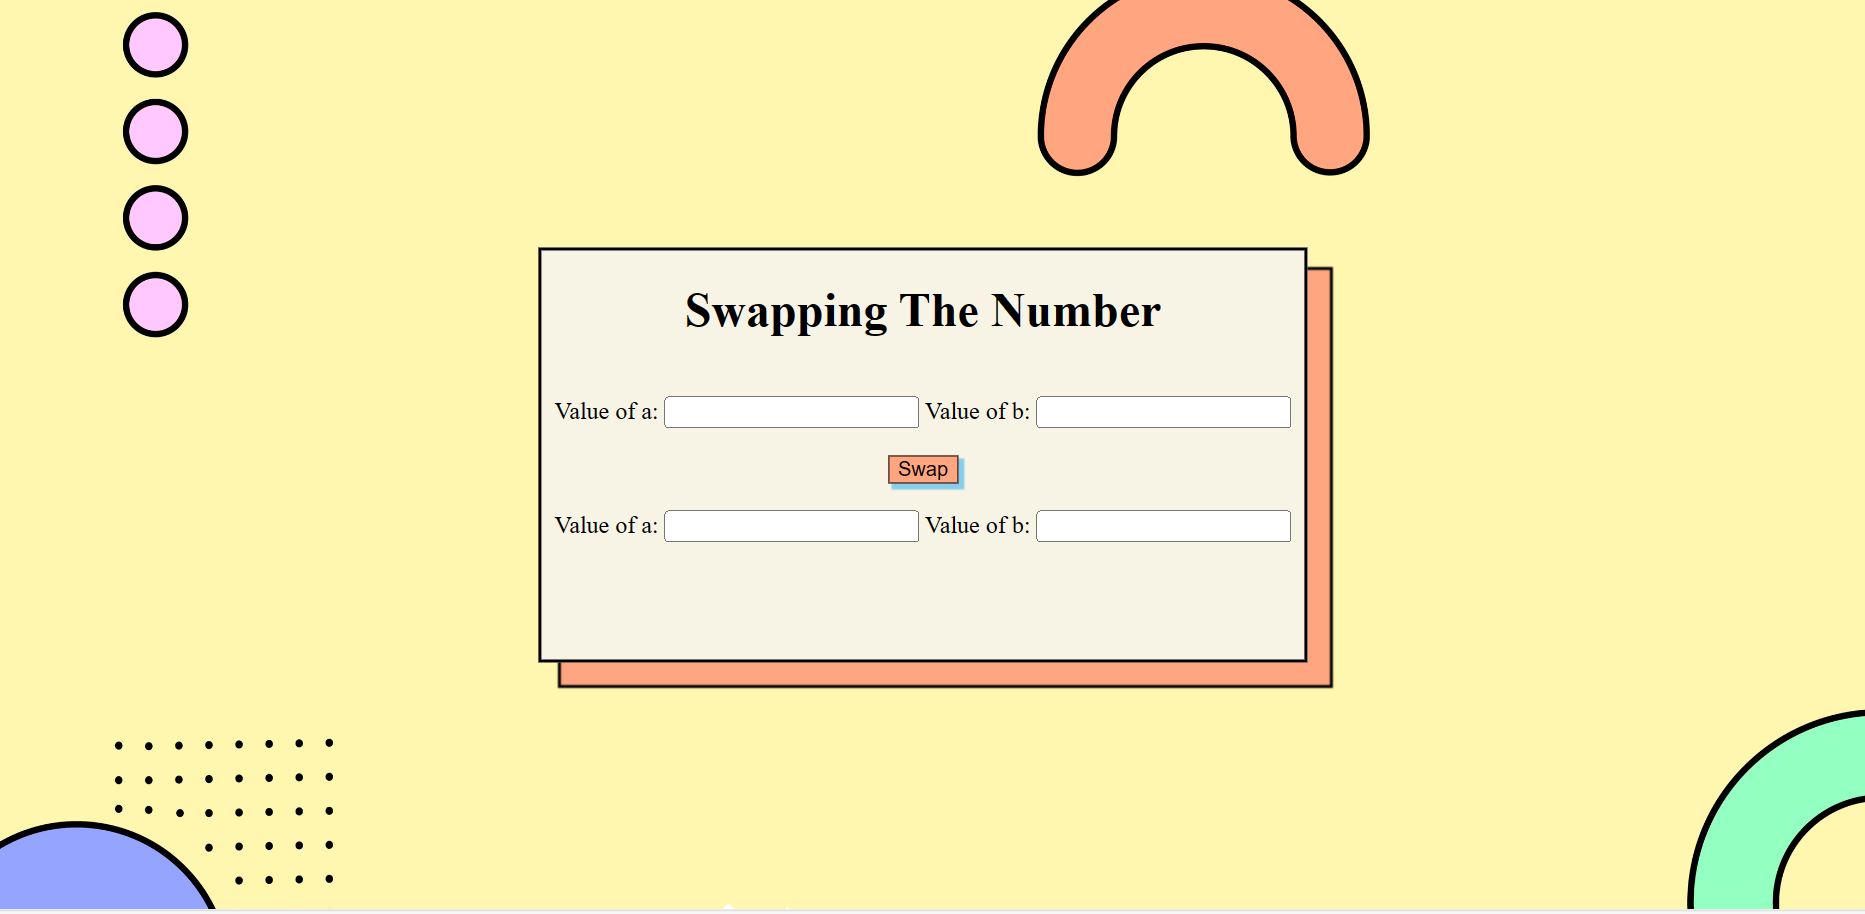 Swapping The Number
Value of a: Value of b:
Swap
Value of a: Value of b: